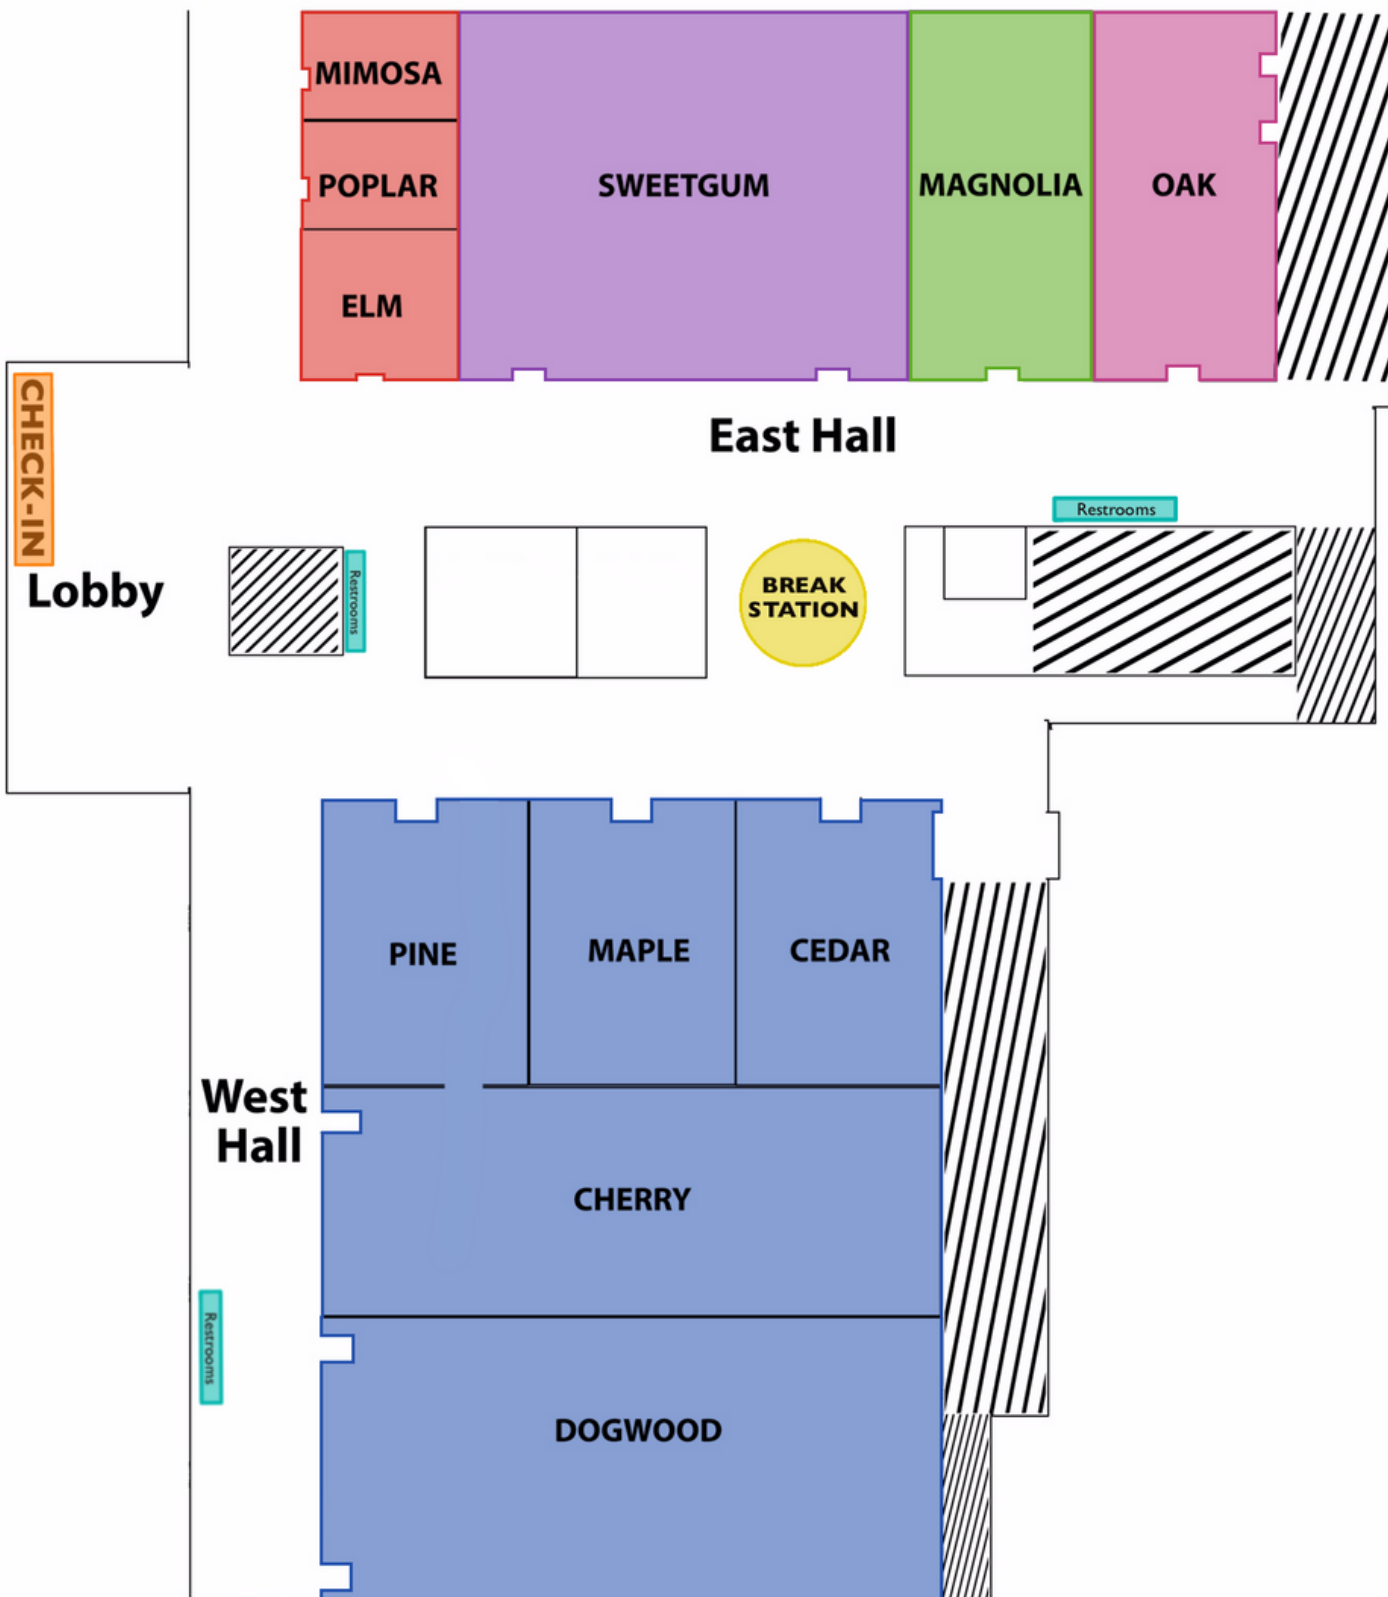 MIMOSA
POPLAR
ELM
SWEETGUM
MAGNOLIA
OAK
East Hall
CHECK-IN
Lobby
Restrooms
BREAK
STATION
Restrooms
PINE
MAPLE
CEDAR
West
Hall
CHERRY
Restrooms
DOGWOOD